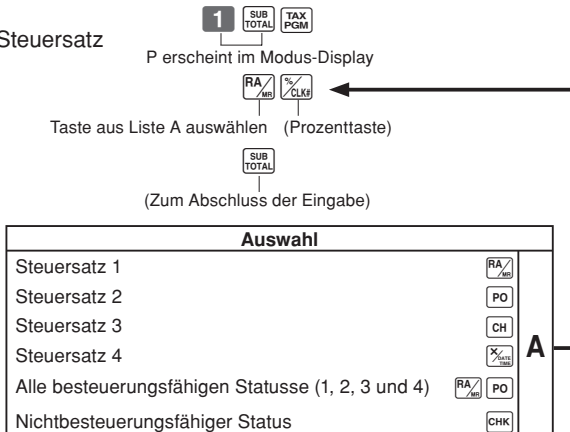 1 SUB TOTAL TAX PGM
Steuersatz
P erscheint im Modus-Display
RA/MR %/CLK#
Taste aus Liste A auswählen (Prozenttaste)
SUB TOTAL
(Zum Abschluss der Eingabe)
Auswahl
Steuersatz 1 RA/MR
Steuersatz 2 PO
Steuersatz 3 CH
Steuersatz 4 X/DATE TIME
A
Alle besteuerungsfähigen Statusse (1, 2, 3 und 4) RA/MR PO
Nichtbesteuerungsfähiger Status CHK